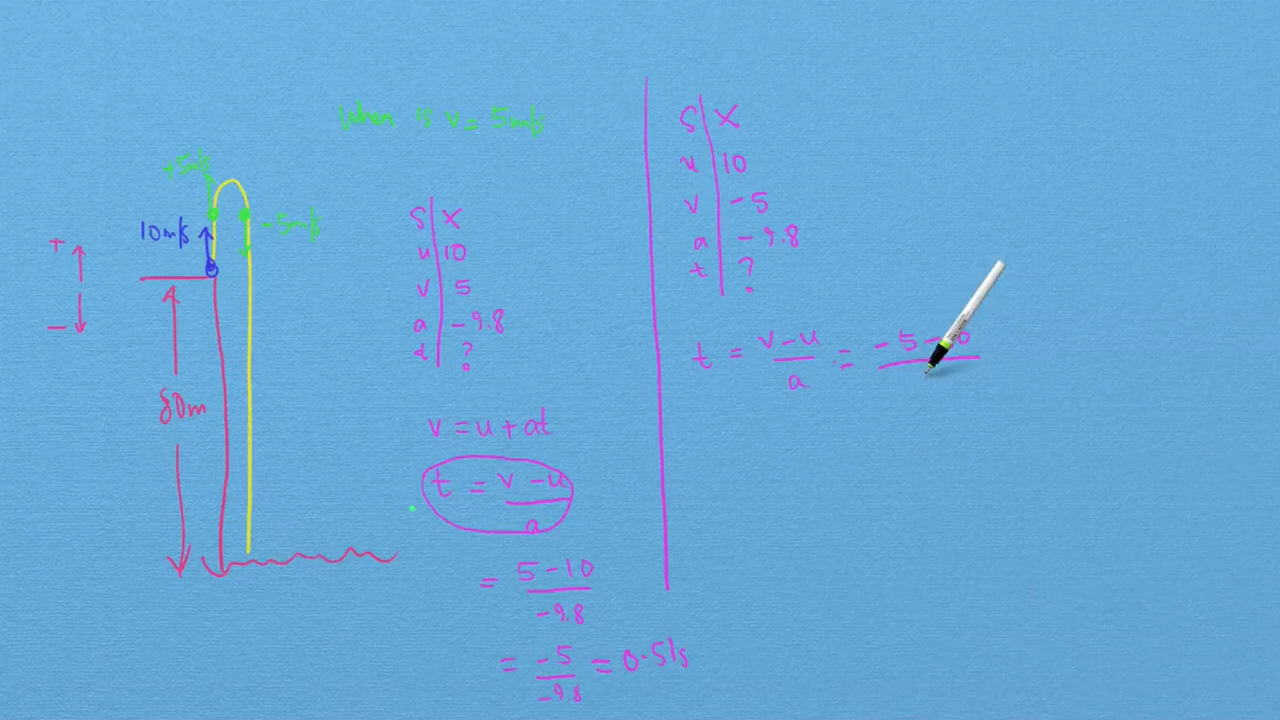 When is v = 5m/s
+5m/s
10m/s
-5m/s
+
-
80m
S | X
u | 10
v | 5
a | -9.8
t | ?
v = u + at
t = v - u / a
= 5 - 10 / -9.8
= -5 / -9.8 = 0.51s
S | X
u | 10
v | -5
a | -9.8
t | ?
t = v - u / a = -5 - 10